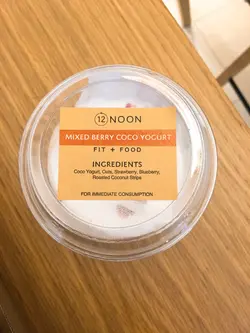 12 NOON
MIXED BERRY COCO YOGURT
FIT + FOOD
INGREDIENTS
Coco Yogurt, Oats, Strawberry, Blueberry,
Roasted Coconut Strips
FOR IMMEDIATE CONSUMPTION